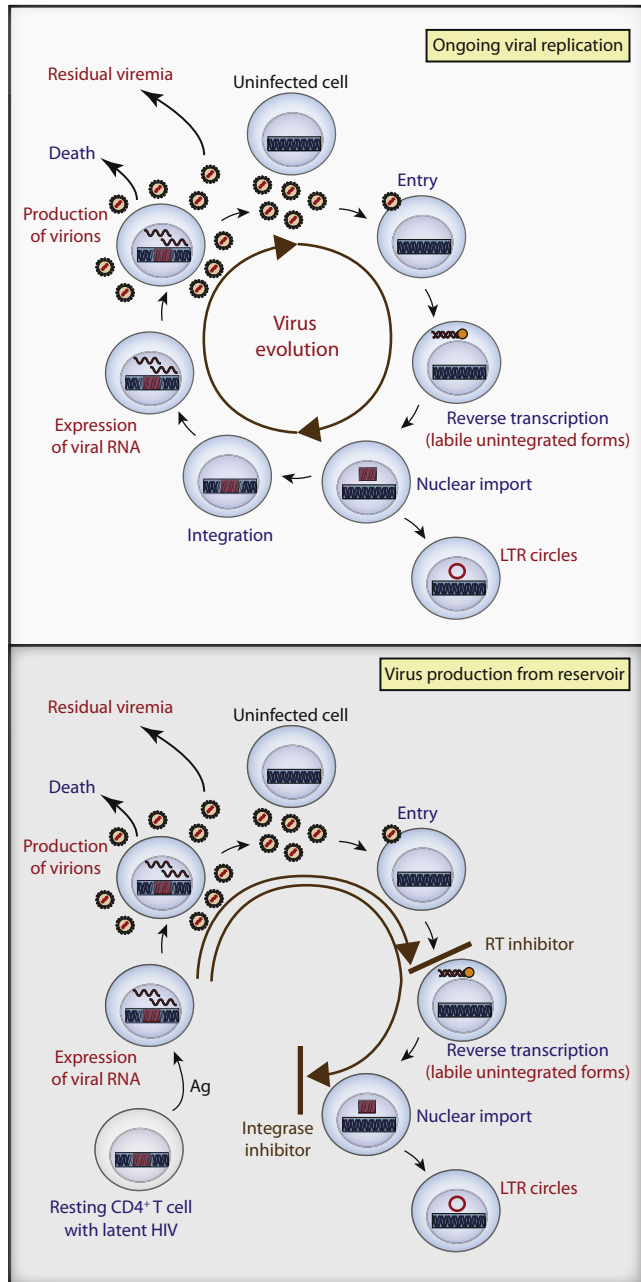 Ongoing viral replication
Residual viremia
Uninfected cell
Death
Entry
Production
of virions
Virus
evolution
Expression
of viral RNA
Reverse transcription
(labile unintegrated forms)
Nuclear import
Integration
LTR circles
Virus production from reservoir
Residual viremia
Uninfected cell
Death
Entry
Production
of virions
RT inhibitor
Expression
of viral RNA
Reverse transcription
(labile unintegrated forms)
Ag
Nuclear import
Integrase
inhibitor
LTR circles
Resting CD4⁺ T cell
with latent HIV